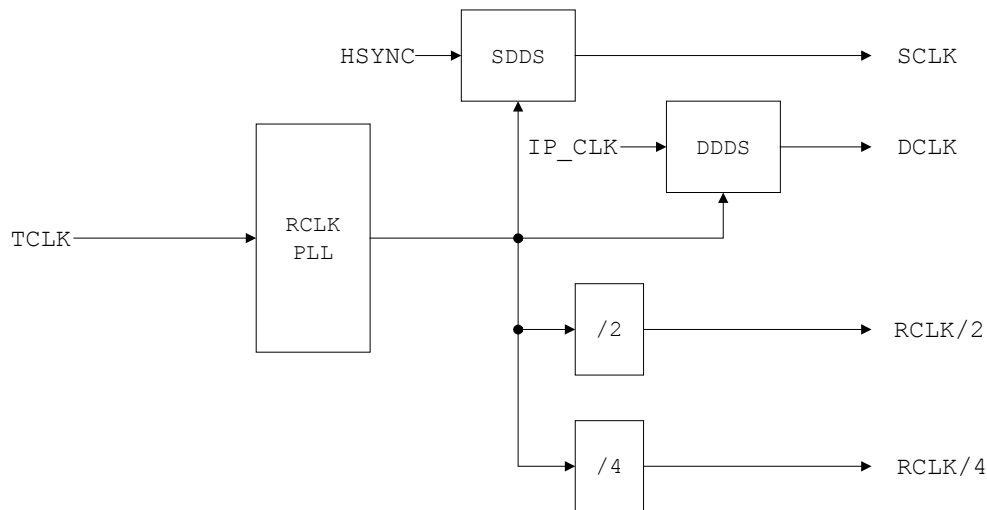 HSYNC
SDDS
SCLK
IP_CLK
DDDS
DCLK
TCLK
RCLK
PLL
/2
RCLK/2
/4
RCLK/4